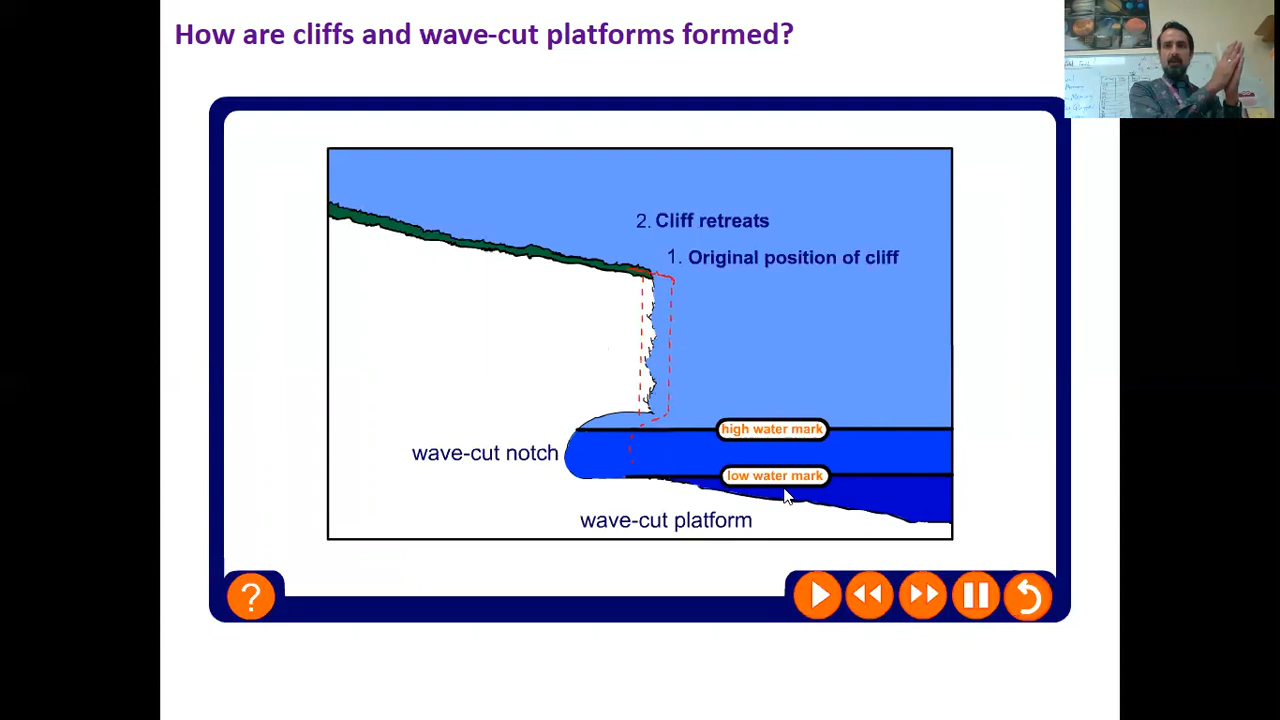 How are cliffs and wave-cut platforms formed?
2. Cliff retreats
1. Original position of cliff
high water mark
wave-cut notch
low water mark
wave-cut platform
?